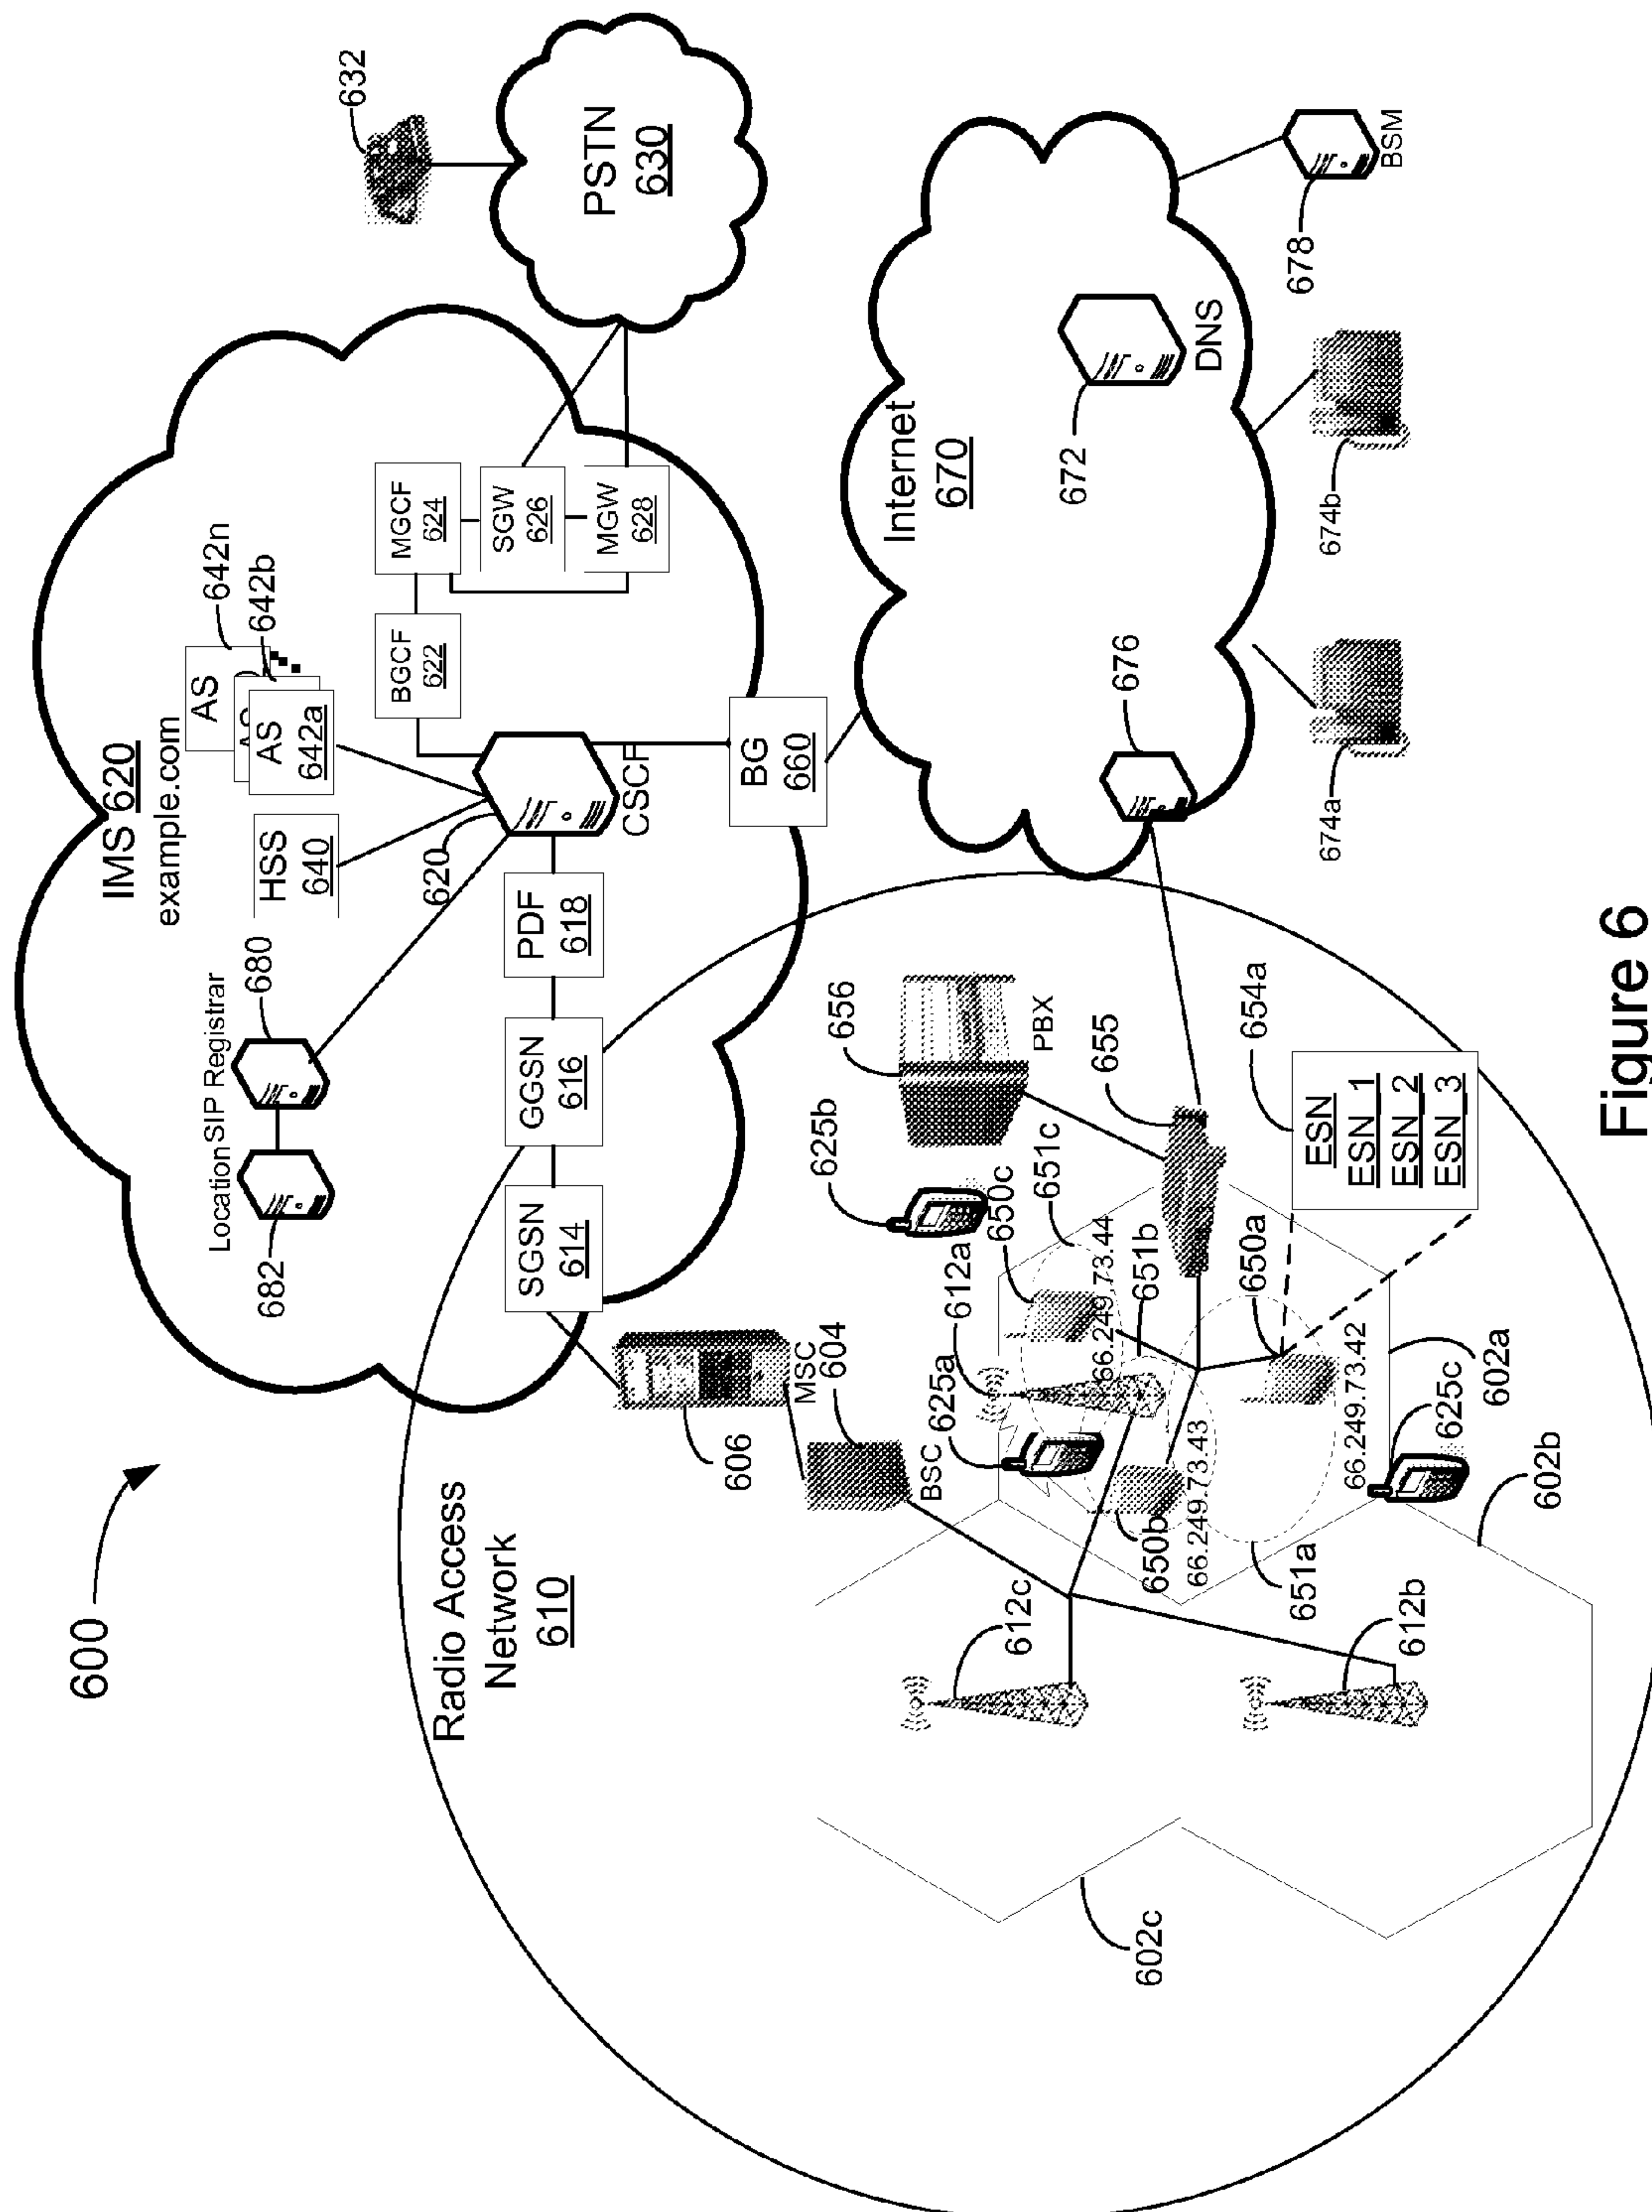 600
IMS 620
example.com
Location
SIP Registrar
682
680
HSS
640
AS
642n
642b
AS
642a
620
CSCF
BGCF
622
MGCF
624
SGW
626
MGW
628
PDF
618
GGSN
616
SGSN
614
BG
660
632
PSTN
630
Radio Access
Network
610
606
MSC
604
BSC
625a
612a
650c
651c
625b
656
PBX
655
66.249.73.44
651b
650a
654a
ESN
ESN_1
ESN_2
ESN_3
650b
66.249.73.43
651a
66.249.73.42
625c
602a
602b
612c
612b
602c
Internet
670
672
DNS
676
674a
674b
678
BSM
Figure 6